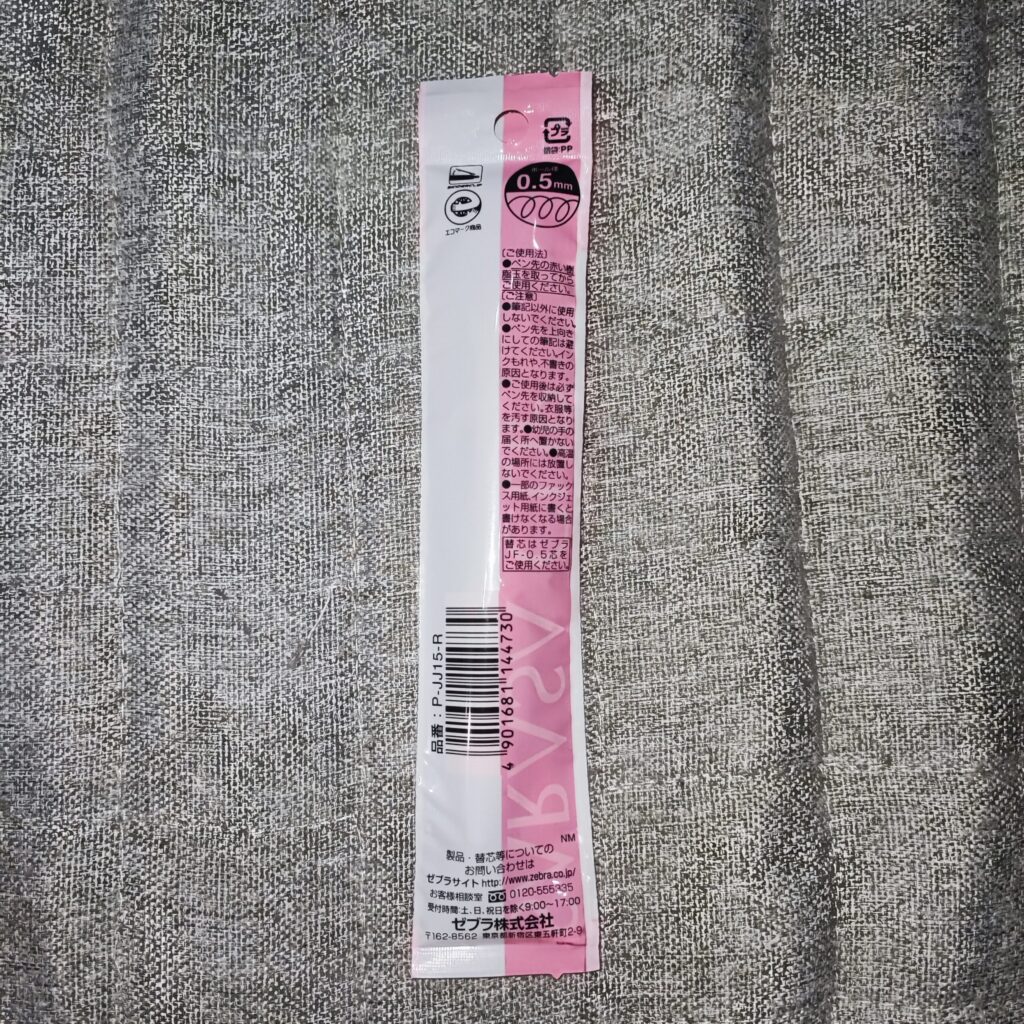 プラ
個袋:PP
ボール径
0.5mm
エコマーク商品
[ご使用法]
●ペン先の赤い樹
脂玉を取ってから
ご使用ください。
[ご注意]
●筆記以外に使用
しないでください。
●ペン先を上向き
にしての筆記は避
けてください。イン
クもれや、不書きの
原因となります。
●ご使用後は必ず
ペン先を収納して
ください。衣服等
を汚す原因となり
ます。●幼児の手の
届く所へ置かない
でください。●高温
の場所には放置し
ないでください。
●一部のファック
ス用紙、インクジェ
ット用紙に書くと
書けなくなる場合
があります。
替芯はゼブラ
JF-0.5芯を
ご使用ください。
品番:P-JJ15-R
4 901681 144730
NM
製品・替芯等についての
お問い合わせは
ゼブラサイト http://www.zebra.co.jp/
お客様相談室 0120-555335
受付時間:土、日、祝日を除く9:00~17:00
ゼブラ株式会社
〒162-8562 東京都新宿区東五軒町2-9